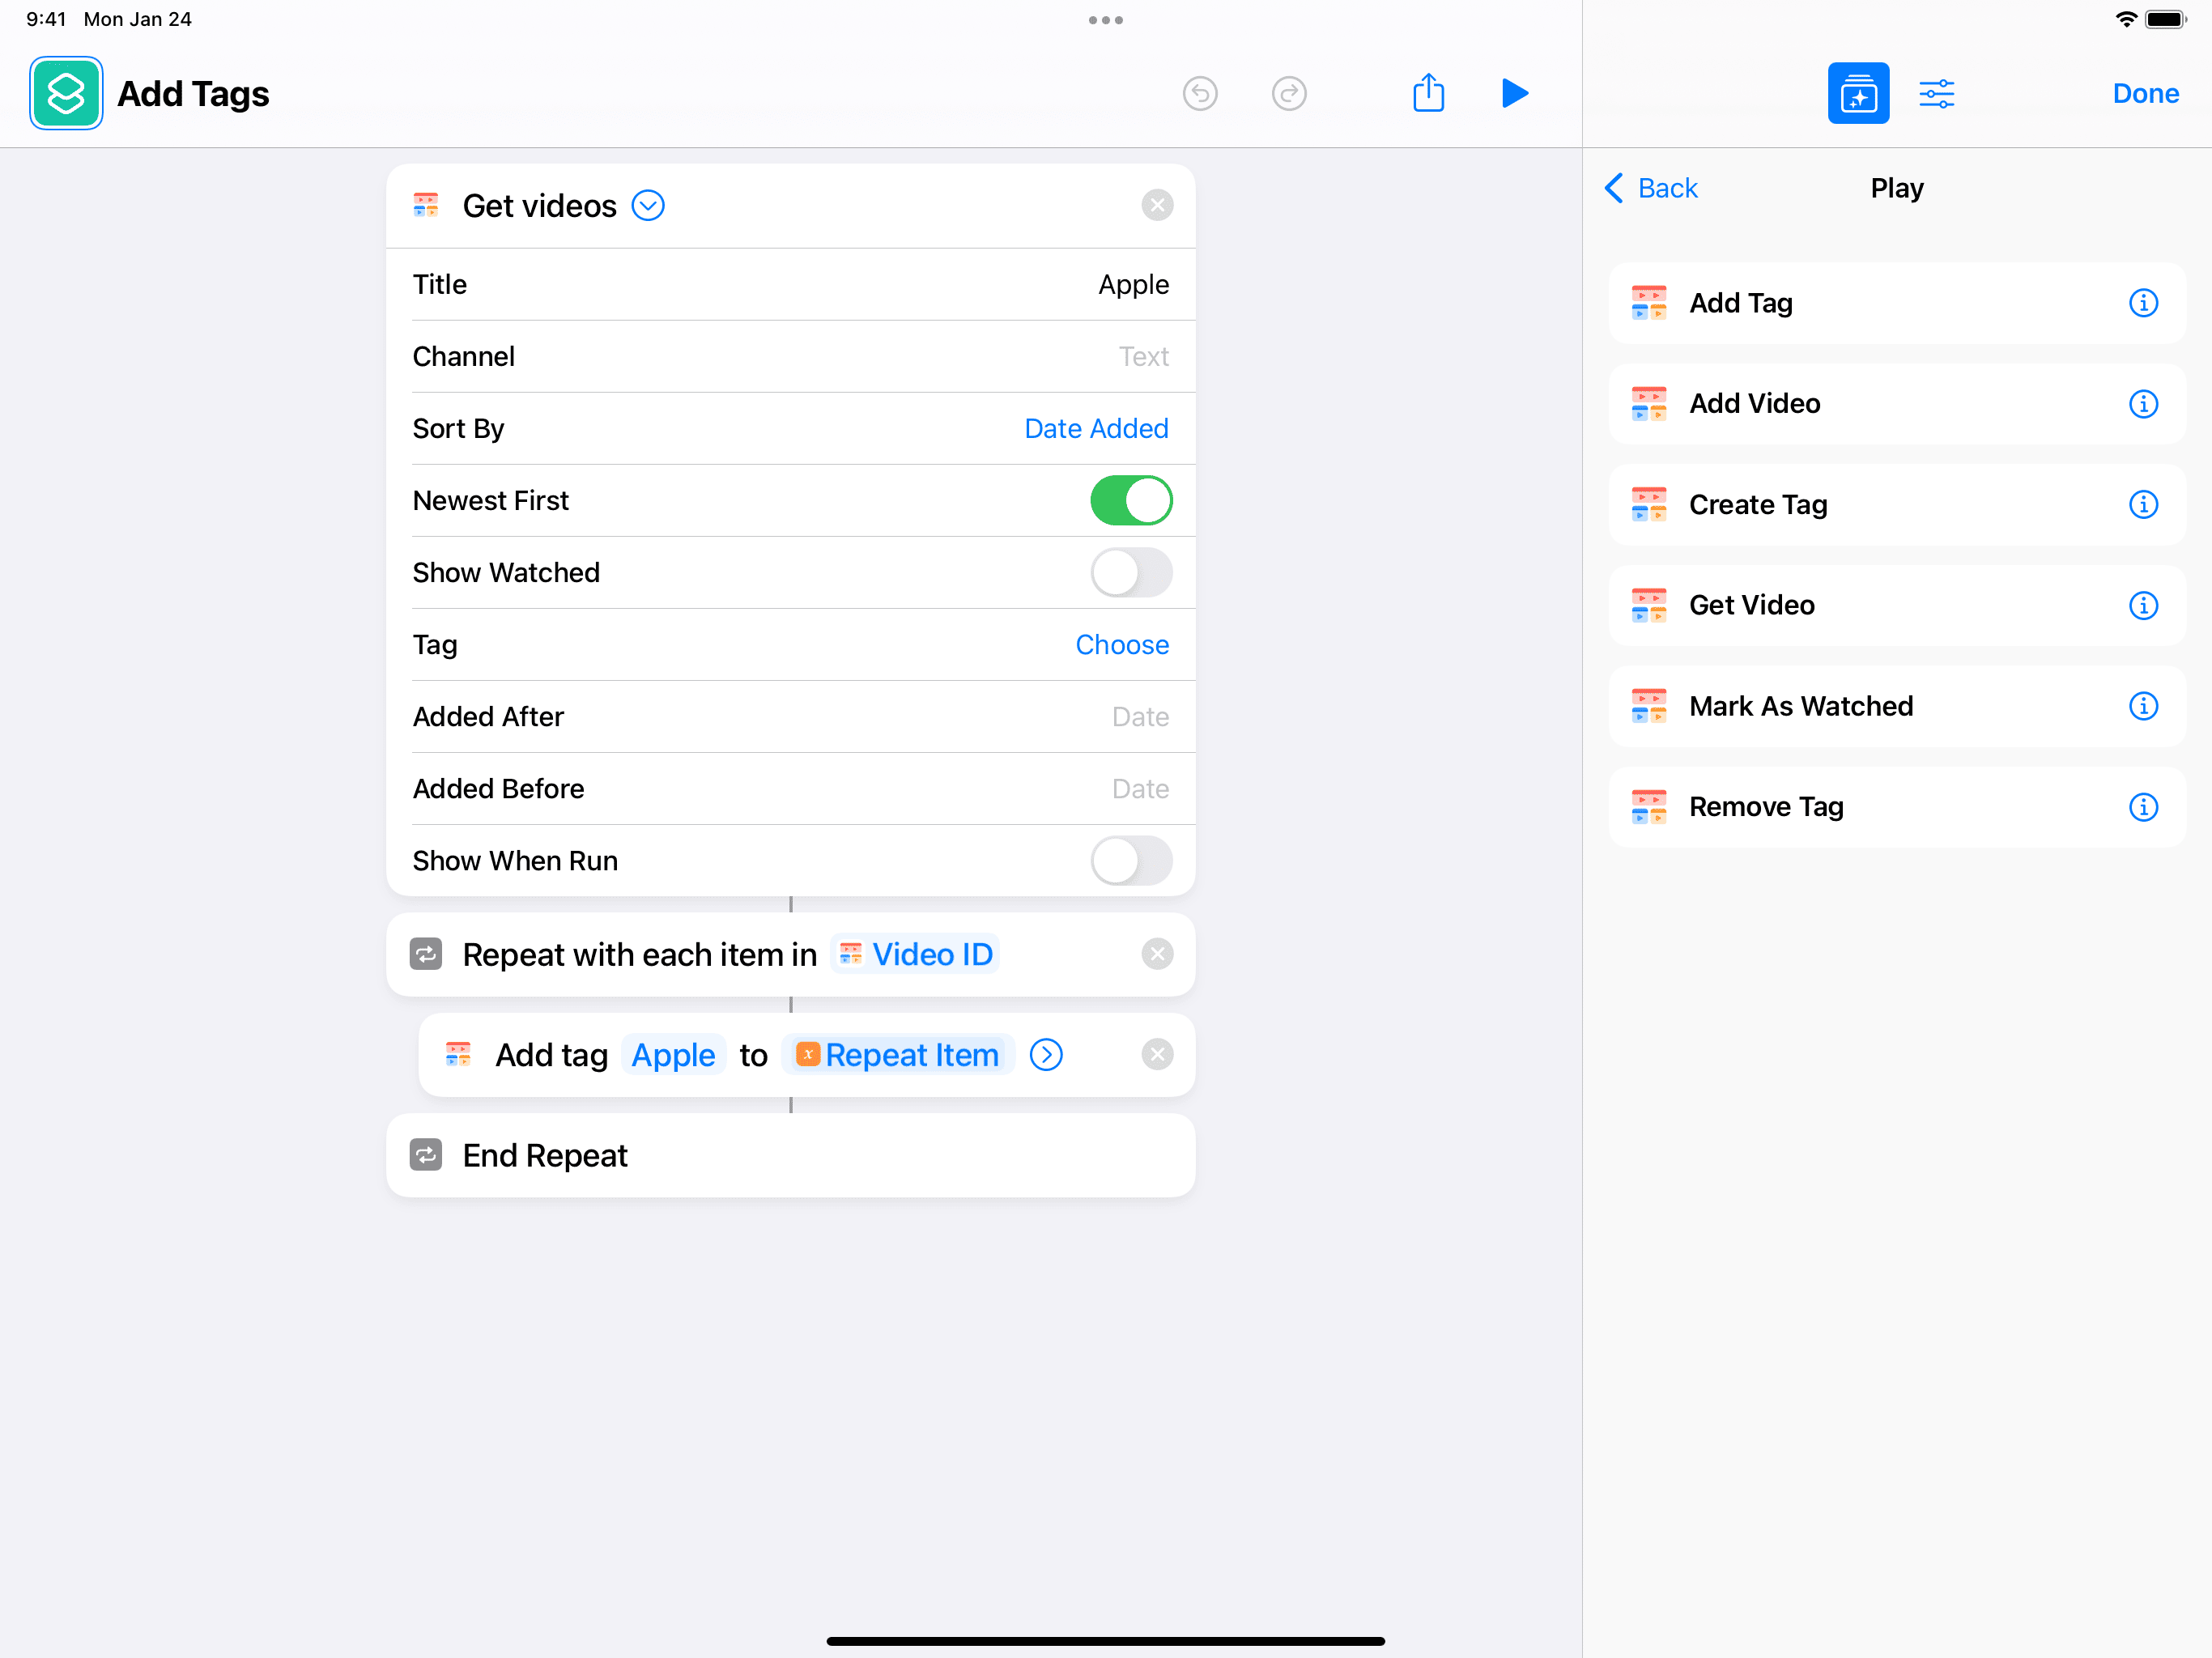 9:41 Mon Jan 24
Add Tags
Done
Get videos
Title Apple
Channel Text
Sort By Date Added
Newest First
Show Watched
Tag Choose
Added After Date
Added Before Date
Show When Run
Repeat with each item in Video ID
Add tag Apple to x Repeat Item
End Repeat
Back Play
Add Tag
Add Video
Create Tag
Get Video
Mark As Watched
Remove Tag